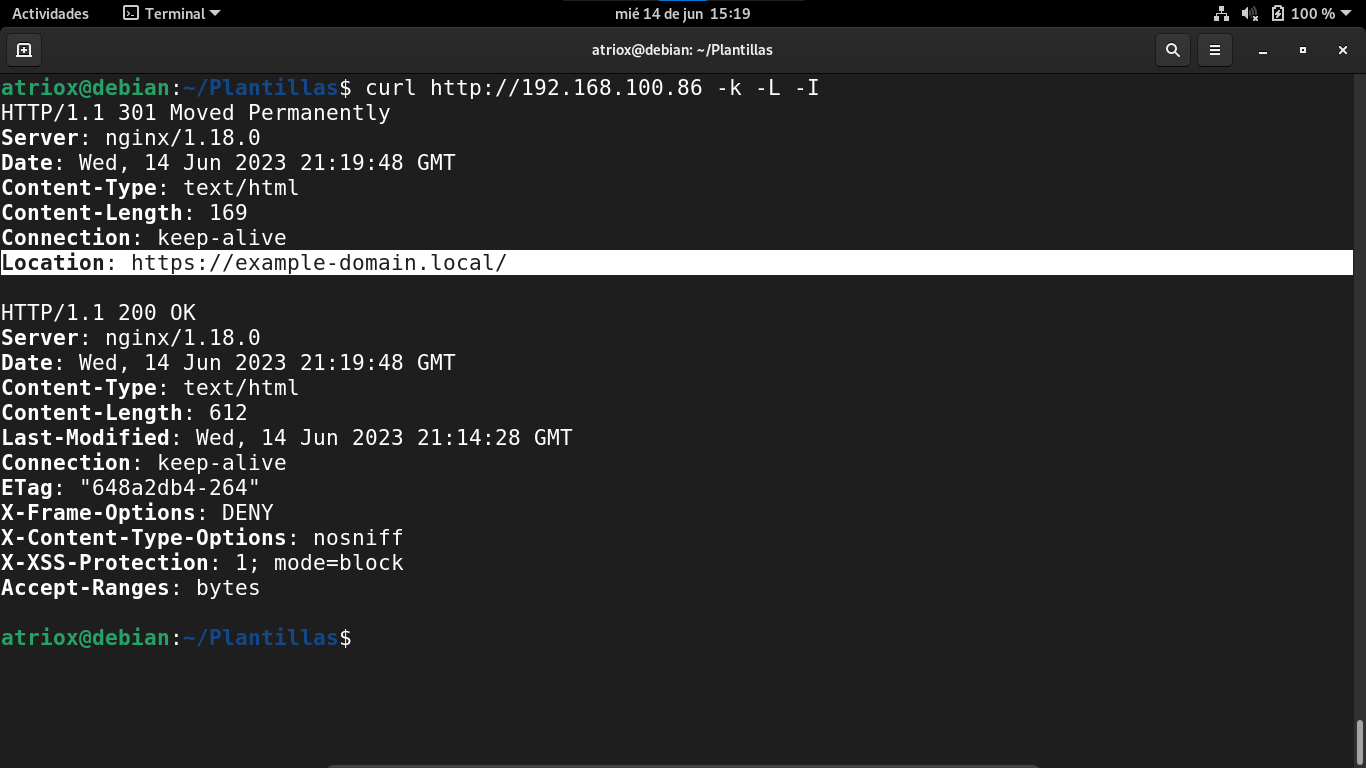 Actividades Terminal mié 14 de jun 15:19 100 %
atriox@debian: ~/Plantillas
atriox@debian:~/Plantillas$ curl http://192.168.100.86 -k -L -I
HTTP/1.1 301 Moved Permanently
Server: nginx/1.18.0
Date: Wed, 14 Jun 2023 21:19:48 GMT
Content-Type: text/html
Content-Length: 169
Connection: keep-alive
Location: https://example-domain.local/
HTTP/1.1 200 OK
Server: nginx/1.18.0
Date: Wed, 14 Jun 2023 21:19:48 GMT
Content-Type: text/html
Content-Length: 612
Last-Modified: Wed, 14 Jun 2023 21:14:28 GMT
Connection: keep-alive
ETag: "648a2db4-264"
X-Frame-Options: DENY
X-Content-Type-Options: nosniff
X-XSS-Protection: 1; mode=block
Accept-Ranges: bytes
atriox@debian:~/Plantillas$